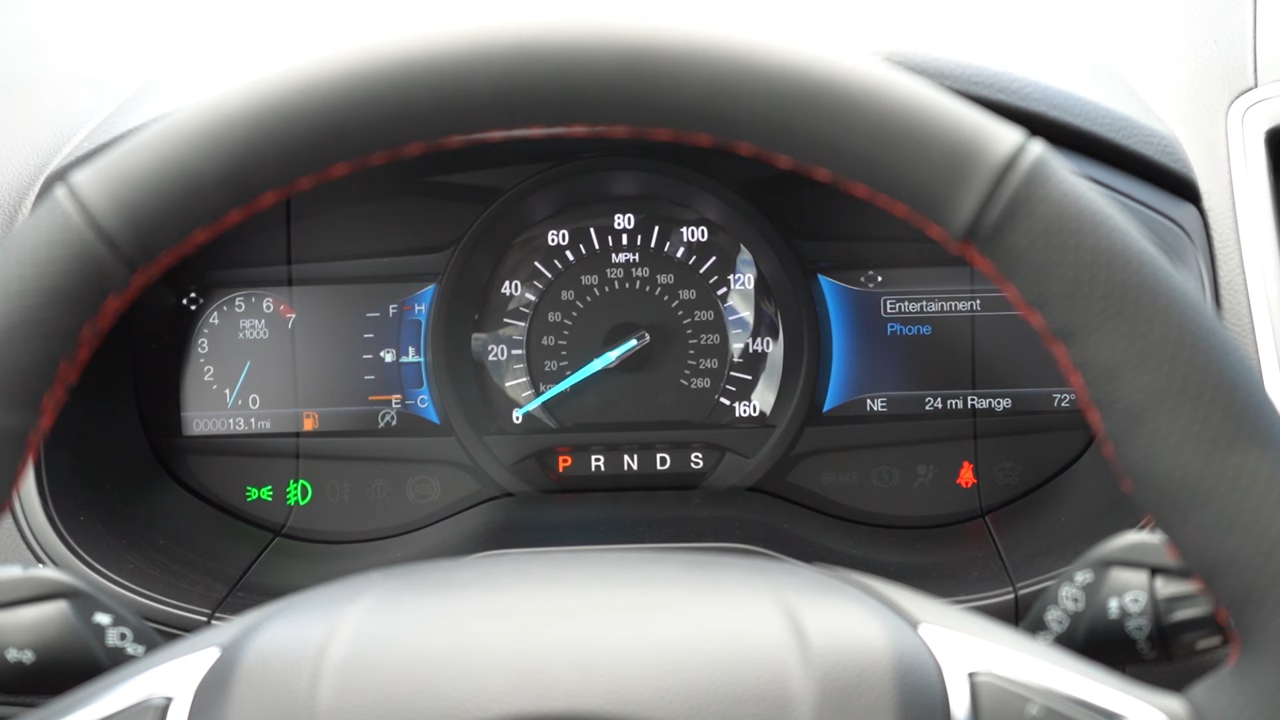 5 6
4 7
3
2
1 0
RPM
x1000
000013.1mi
F H
E C
80
60 100
40 120
20 140
0 160
MPH
120 140
100 160
80 180
60 200
40 220
20 240
260
P R N D S
Entertainment
Phone
NE 24 mi Range 72°
BRAKE